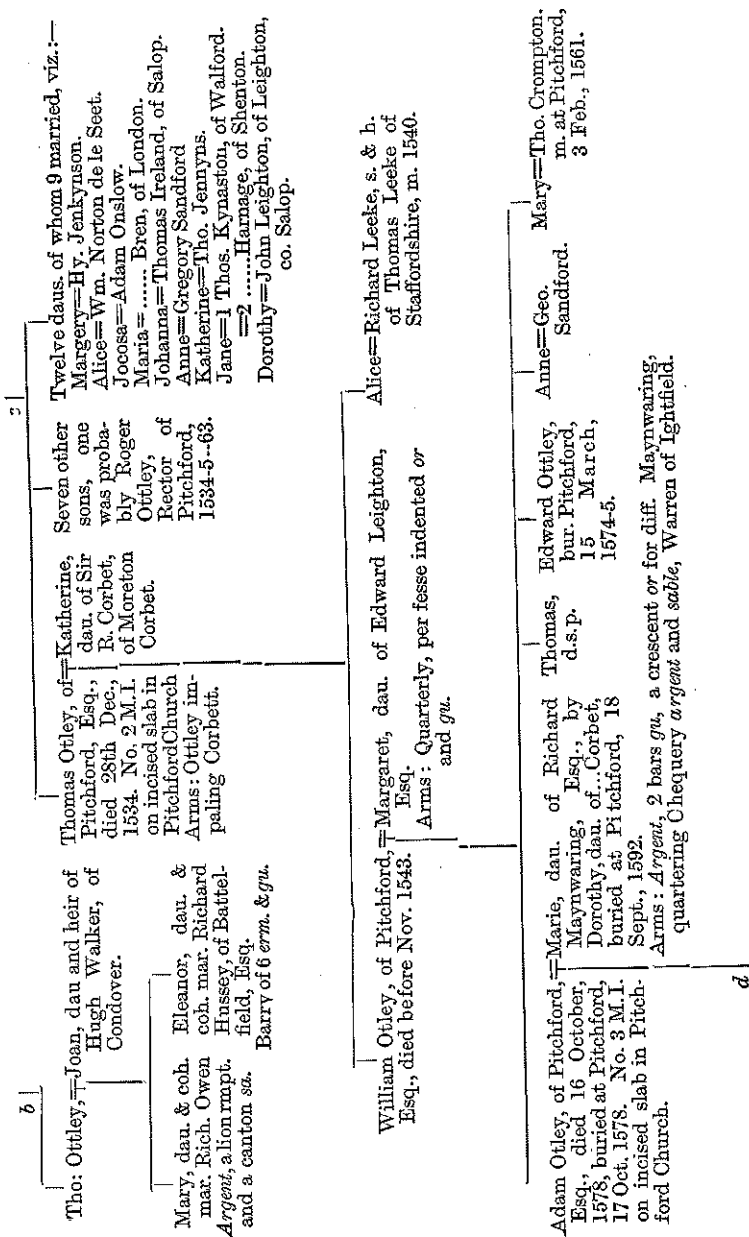 b
Tho: Ottley,=Joan, dau and heir of
Hugh Walker, of
Condover.
Mary, dau. & coh.
mar. Rich. Owen
Argent, a lion rmpt.
and a canton sa.
Eleanor, dau. &
coh. mar. Richard
Hussey, of Battel-
field, Esq.
Barry of 6 erm. & gu.
Thomas Otley, of=Katherine,
Pitchford, Esq.,
died 28th Dec.,
1534. No. 2 M.I.
on incised slab in
Pitchford Church
Arms: Ottley im-
paling Corbett.
dau. of Sir
R. Corbet,
of Moreton
Corbet.
Seven other
sons, one
was proba-
bly Roger
Ottley,
Rector of
Pitchford,
1534-5--63.
Twelve daus. of whom 9 married, viz.:—
Margery=Hy. Jenkynson.
Alice=Wm. Norton de le Seet.
Jocosa=Adam Onslow.
Maria=...... Bren, of London.
Johanna=Thomas Ireland, of Salop.
Anne=Gregory Sandford
Katherine=Tho. Jennyns.
Jane=1 Thos. Kynaston, of Walford.
=2 ......Harnage, of Shenton.
Dorothy=John Leighton, of Leighton,
co. Salop.
William Otley, of Pitchford,=Margaret, dau. of Edward Leighton,
Esq., died before Nov. 1543.
Esq.
Arms: Quarterly, per fesse indented or
and gu.
Alice=Richard Leeke, s. & h.
of Thomas Leeke of
Staffordshire, m. 1540.
Adam Otley, of Pitchford,=Marie, dau. of Richard
Esq., died 16 October,
1578, buried at Pitchford,
17 Oct. 1578. No. 3 M.I.
on incised slab in Pitch-
ford Church.
Maynwaring, Esq., by
Dorothy, dau. of...Corbet,
buried at Pitchford, 18
Sept., 1592.
Arms: Argent, 2 bars gu, a crescent or for diff. Maynwaring,
quartering Chequery argent and sable, Warren of Ightfield.
Thomas,
d.s.p.
Edward Ottley,
bur. Pitchford,
15 March,
1574-5.
Anne=Geo.
Sandford.
Mary=Tho. Crompton.
m. at Pitchford,
3 Feb., 1561.
d